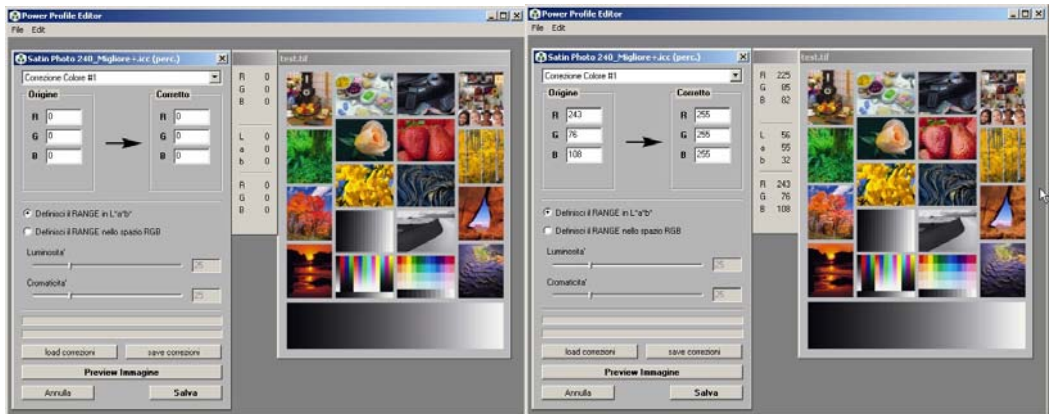 Power Profile Editor
File Edit
Satin Photo 240_Migliore+.icc (perc.)
Correzione Colore #1
Origine
Corretto
R 0
G 0
B 0
R 0
G 0
B 0
Definisci il RANGE in L*a*b*
Definisci il RANGE nello spazio RGB
Luminosita'
25
Cromaticita'
25
load correzioni
save correzioni
Preview Immagine
Annulla
Salva
R 0
G 0
B 0
L 0
a 0
b 0
R 0
G 0
B 0
test.tif
Power Profile Editor
File Edit
Satin Photo 240_Migliore+.icc (perc.)
Correzione Colore #1
Origine
Corretto
R 243
G 76
B 108
R 255
G 255
B 255
Definisci il RANGE in L*a*b*
Definisci il RANGE nello spazio RGB
Luminosita'
25
Cromaticita'
25
load correzioni
save correzioni
Preview Immagine
Annulla
Salva
R 225
G 85
B 82
L 56
a 55
b 32
R 243
G 76
B 108
test.tif